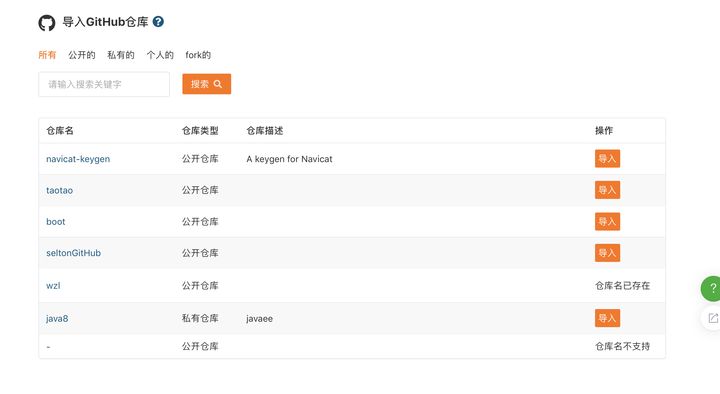 导入GitHub仓库 ?
所有 公开的 私有的 个人的 fork的
请输入搜索关键字 搜索
仓库名 仓库类型 仓库描述 操作
navicat-keygen 公开仓库 A keygen for Navicat 导入
taotao 公开仓库 导入
boot 公开仓库 导入
seltonGitHub 公开仓库 导入
wzl 公开仓库 仓库名已存在
java8 私有仓库 javaee 导入
- 公开仓库 仓库名不支持
?